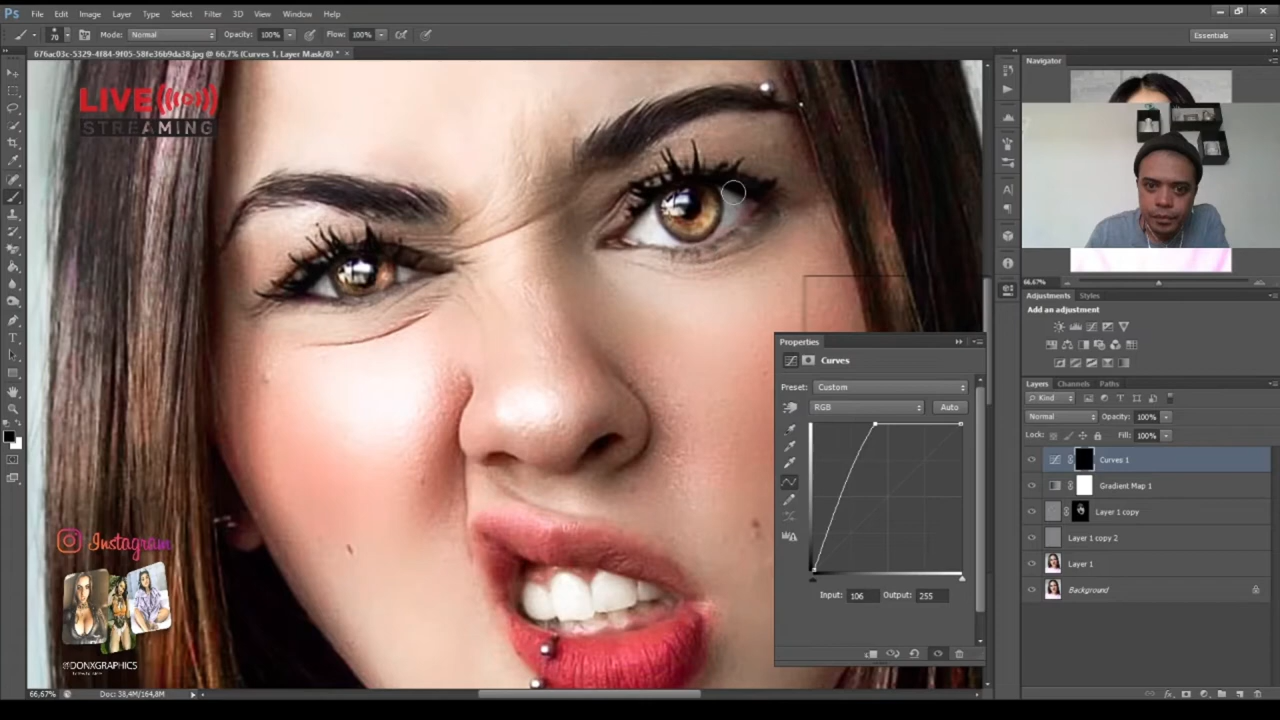 Ps File Edit Image Layer Type Select Filter 3D View Window Help
70 Mode: Normal Opacity: 100% Flow: 100% Essentials
676ac03c-5329-4f84-9f05-58fe36b9da38.jpg @ 66,7% (Curves 1, Layer Mask/8) *
Navigator
LIVE
STREAMING
66,67%
Adjustments Styles
Add an adjustment
Properties
Curves
Preset: Custom
RGB Auto
Input: 106 Output: 255
Layers Channels Paths
Kind
Normal Opacity: 100%
Lock: Fill: 100%
Curves 1
Gradient Map 1
Layer 1 copy
Layer 1 copy 2
Layer 1
Background
Instagram
@DONXGRAPHICS
66,67% Doc: 38,4M/164,8M